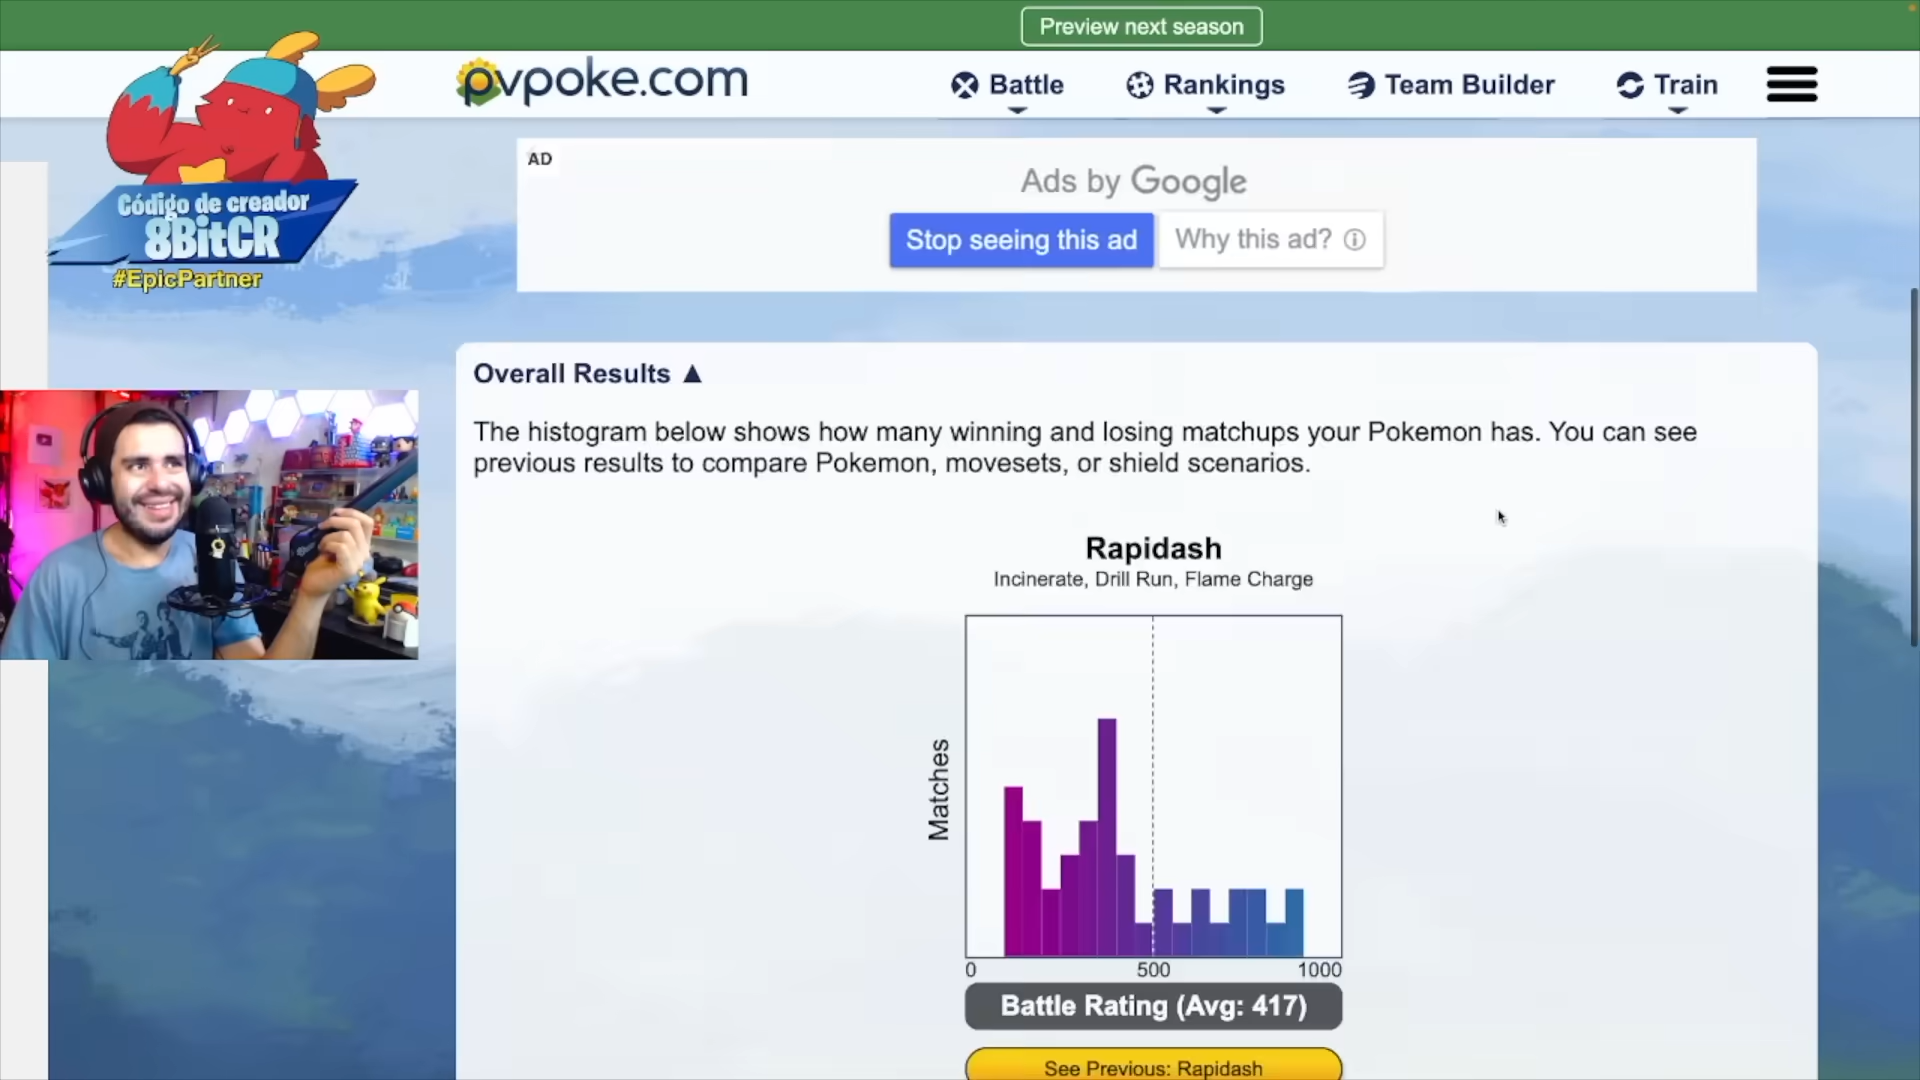 Preview next season
pvpoke.com
Battle
Rankings
Team Builder
Train
Código de creador
8BitCR
#EpicPartner
AD
Ads by Google
Stop seeing this ad
Why this ad?
Overall Results ▲
The histogram below shows how many winning and losing matchups your Pokemon has. You can see
previous results to compare Pokemon, movesets, or shield scenarios.
Rapidash
Incinerate, Drill Run, Flame Charge
Matches
0 500 1000
Battle Rating (Avg: 417)
See Previous: Rapidash